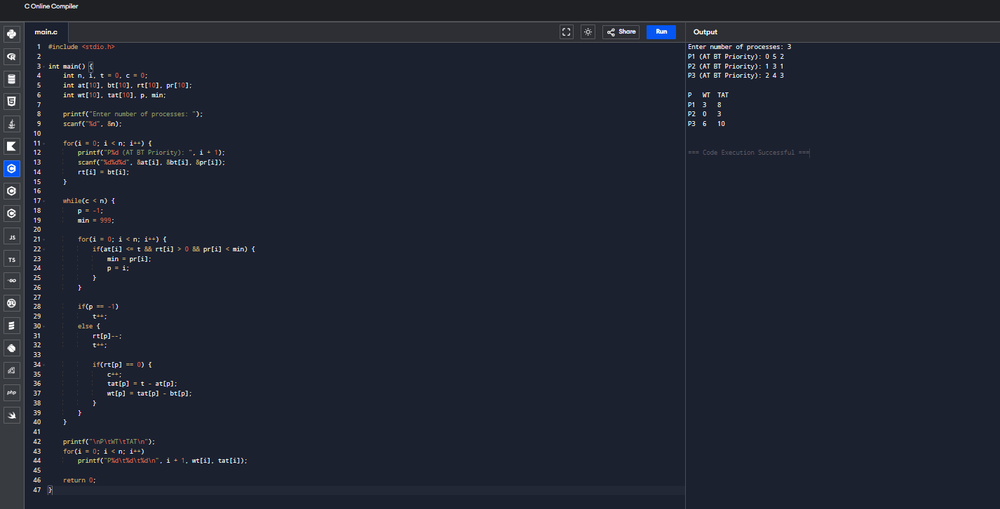 C Online Compiler
main.c
Share
Run
Output
1 #include <stdio.h>
2
3 int main() {
4 int n, i, t = 0, c = 0;
5 int at[10], bt[10], rt[10], pr[10];
6 int wt[10], tat[10], p, min;
7
8 printf("Enter number of processes: ");
9 scanf("%d", &n);
10
11 for(i = 0; i < n; i++) {
12 printf("P%d (AT BT Priority): ", i + 1);
13 scanf("%d%d%d", &at[i], &bt[i], &pr[i]);
14 rt[i] = bt[i];
15 }
16
17 while(c < n) {
18 p = -1;
19 min = 999;
20
21 for(i = 0; i < n; i++) {
22 if(at[i] <= t && rt[i] > 0 && pr[i] < min) {
23 min = pr[i];
24 p = i;
25 }
26 }
27
28 if(p == -1)
29 t++;
30 else {
31 rt[p]--;
32 t++;
33
34 if(rt[p] == 0) {
35 c++;
36 tat[p] = t - at[p];
37 wt[p] = tat[p] - bt[p];
38 }
39 }
40 }
41
42 printf("\nP\tWT\tTAT\n");
43 for(i = 0; i < n; i++)
44 printf("P%d\t%d\t%d\n", i + 1, wt[i], tat[i]);
45
46 return 0;
47 }
Enter number of processes: 3
P1 (AT BT Priority): 0 5 2
P2 (AT BT Priority): 1 3 1
P3 (AT BT Priority): 2 4 3
P WT TAT
P1 3 8
P2 0 3
P3 6 10
=== Code Execution Successful ===
JS
TS
GO
php